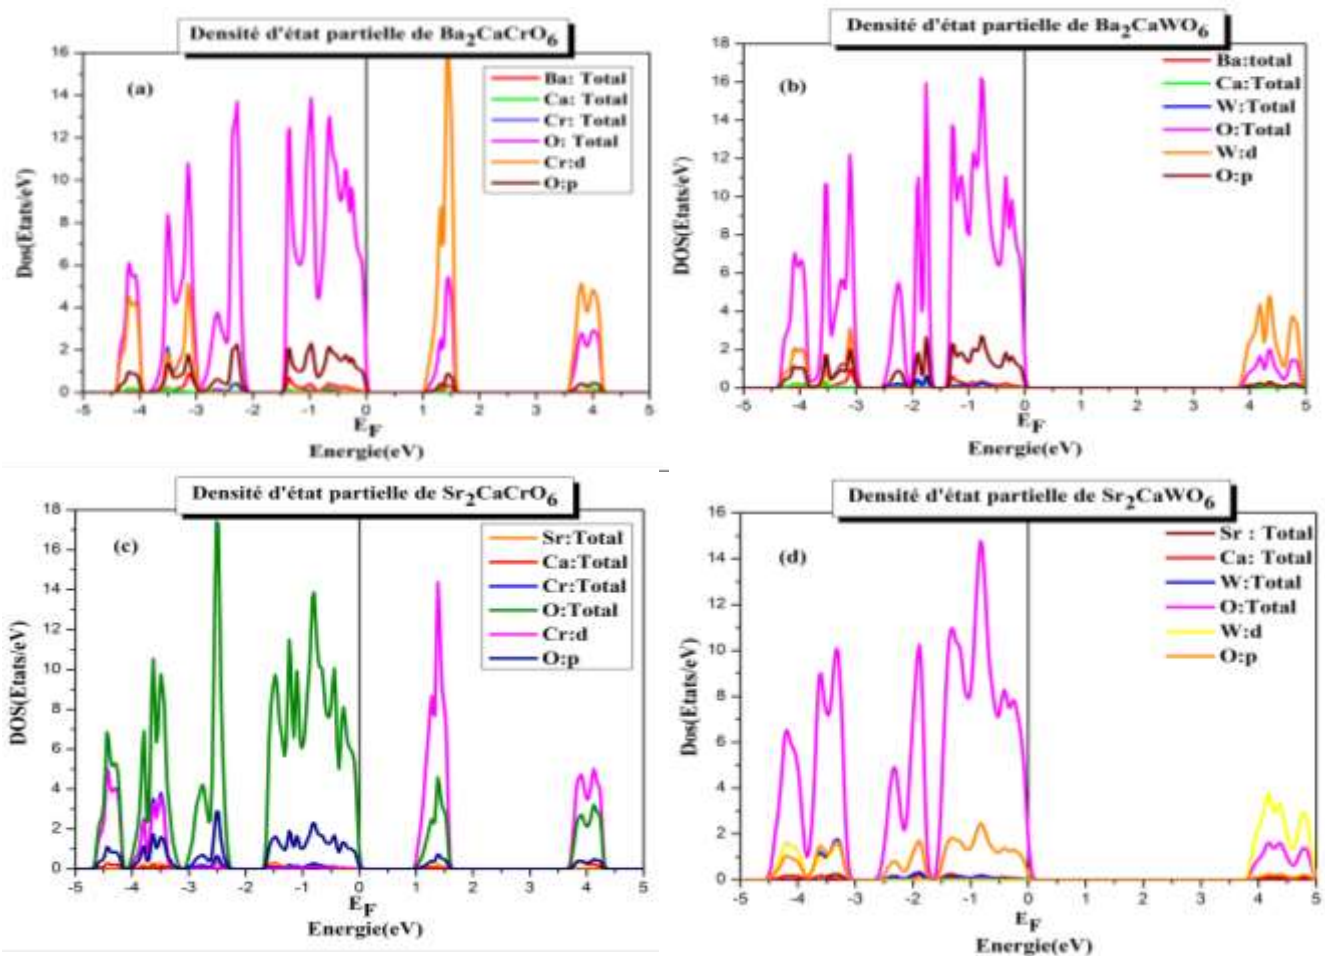 Densité d'état partielle de Ba₂CaCrO₆
(a)
Ba: Total
Ca: Total
Cr: Total
O: Total
Cr:d
O:p
Dos(Etats/eV)
16
14
12
10
8
6
4
2
0
-5 -4 -3 -2 -1 0 1 2 3 4 5
E_F
Energie(eV)
Densité d'état partielle de Ba₂CaWO₆
(b)
Ba:total
Ca:Total
W:Total
O:Total
W:d
O:p
DOS(Etats/eV)
16
14
12
10
8
6
4
2
0
-5 -4 -3 -2 -1 0 1 2 3 4 5
E_F
Energie(eV)
Densité d'état partielle de Sr₂CaCrO₆
(c)
Sr:Total
Ca:Total
Cr:Total
O:Total
Cr:d
O:p
DOS(Etats/eV)
18
16
14
12
10
8
6
4
2
0
-5 -4 -3 -2 -1 0 1 2 3 4 5
E_F
Energie(eV)
Densité d'état partielle de Sr₂CaWO₆
(d)
Sr : Total
Ca: Total
W:Total
O:Total
W:d
O:p
Dos(Etats/eV)
16
14
12
10
8
6
4
2
0
-5 -4 -3 -2 -1 0 1 2 3 4 5
E_F
Energie(eV)